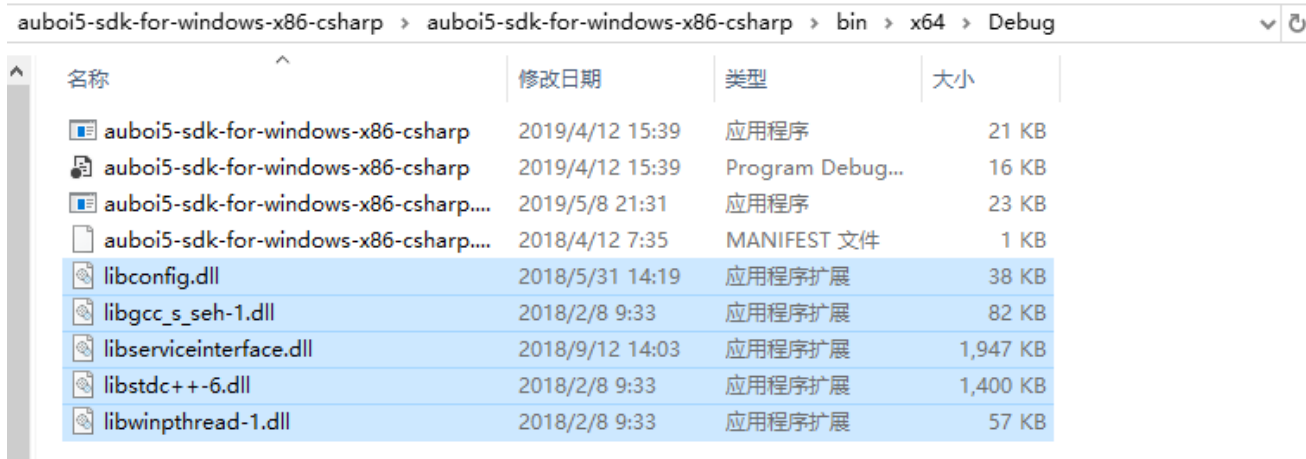 auboi5-sdk-for-windows-x86-csharp > auboi5-sdk-for-windows-x86-csharp > bin > x64 > Debug
名称 修改日期 类型 大小
auboi5-sdk-for-windows-x86-csharp 2019/4/12 15:39 应用程序 21 KB
auboi5-sdk-for-windows-x86-csharp 2019/4/12 15:39 Program Debug... 16 KB
auboi5-sdk-for-windows-x86-csharp.... 2019/5/8 21:31 应用程序 23 KB
auboi5-sdk-for-windows-x86-csharp.... 2018/4/12 7:35 MANIFEST 文件 1 KB
libconfig.dll 2018/5/31 14:19 应用程序扩展 38 KB
libgcc_s_seh-1.dll 2018/2/8 9:33 应用程序扩展 82 KB
libserviceinterface.dll 2018/9/12 14:03 应用程序扩展 1,947 KB
libstdc++-6.dll 2018/2/8 9:33 应用程序扩展 1,400 KB
libwinpthread-1.dll 2018/2/8 9:33 应用程序扩展 57 KB